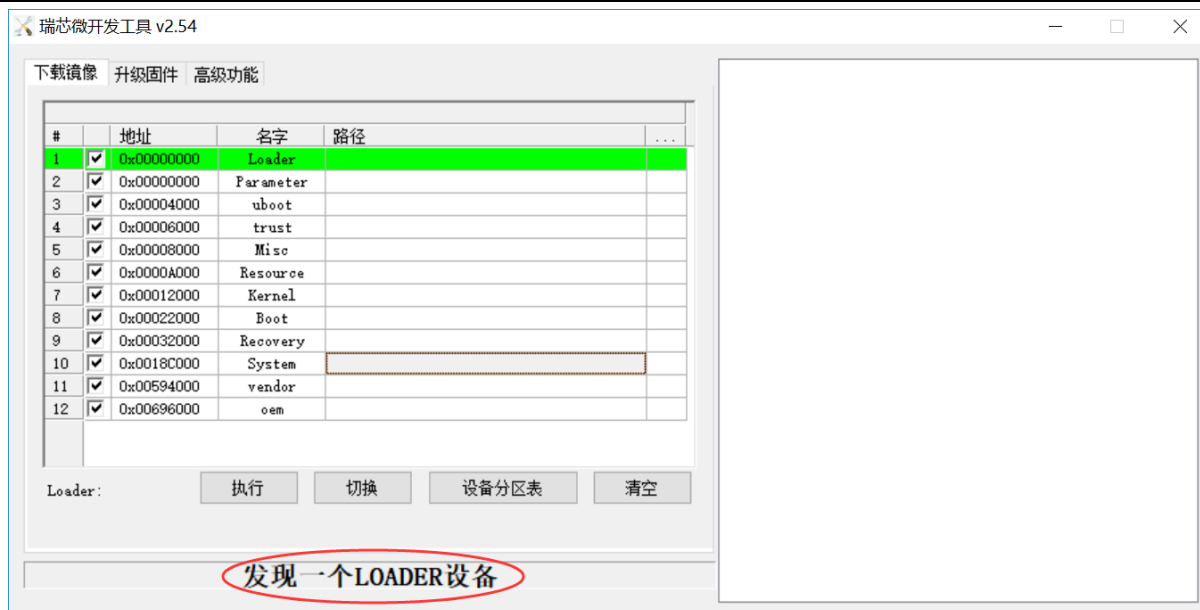 瑞芯微开发工具 v2.54
下载镜像 升级固件 高级功能
# 地址 名字 路径 ...
1 0x00000000 Loader
2 0x00000000 Parameter
3 0x00004000 uboot
4 0x00006000 trust
5 0x00008000 Misc
6 0x0000A000 Resource
7 0x00012000 Kernel
8 0x00022000 Boot
9 0x00032000 Recovery
10 0x0018C000 System
11 0x00594000 vendor
12 0x00696000 oem
Loader: 执行 切换 设备分区表 清空
发现一个LOADER设备